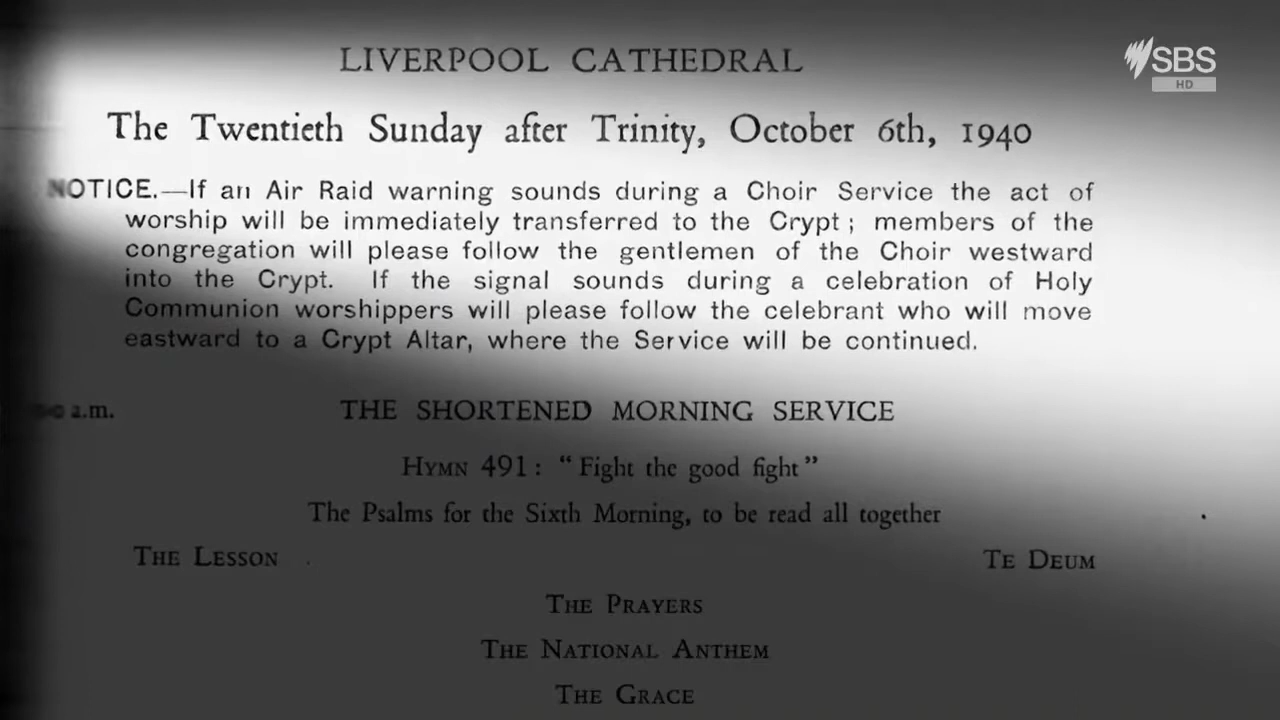 LIVERPOOL CATHEDRAL
SBS
HD
The Twentieth Sunday after Trinity, October 6th, 1940
NOTICE.—If an Air Raid warning sounds during a Choir Service the act of
worship will be immediately transferred to the Crypt ; members of the
congregation will please follow the gentlemen of the Choir westward
into the Crypt. If the signal sounds during a celebration of Holy
Communion worshippers will please follow the celebrant who will move
eastward to a Crypt Altar, where the Service will be continued.
a.m. THE SHORTENED MORNING SERVICE
HYMN 491 : "Fight the good fight"
The Psalms for the Sixth Morning, to be read all together
THE LESSON TE DEUM
THE PRAYERS
THE NATIONAL ANTHEM
THE GRACE